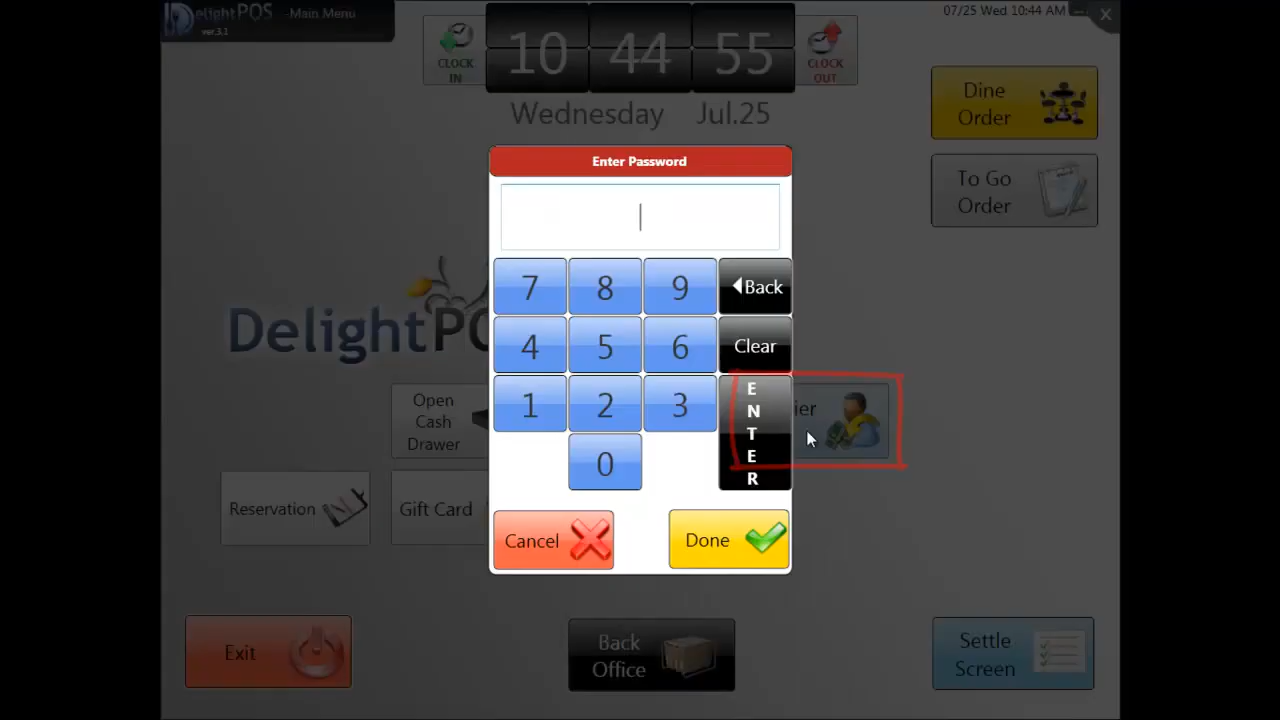 DelightPOS -Main Menu
ver.3.1
07/25 Wed 10:44 AM
CLOCK
IN
10 44 55
CLOCK
OUT
Wednesday Jul.25
Dine
Order
To Go
Order
Enter Password
7 8 9 Back
4 5 6 Clear
1 2 3 ENTER
0
Cancel Done
DelightPO
Open
Cash
Drawer
ier
Reservation
Gift Card
Exit
Back
Office
Settle
Screen